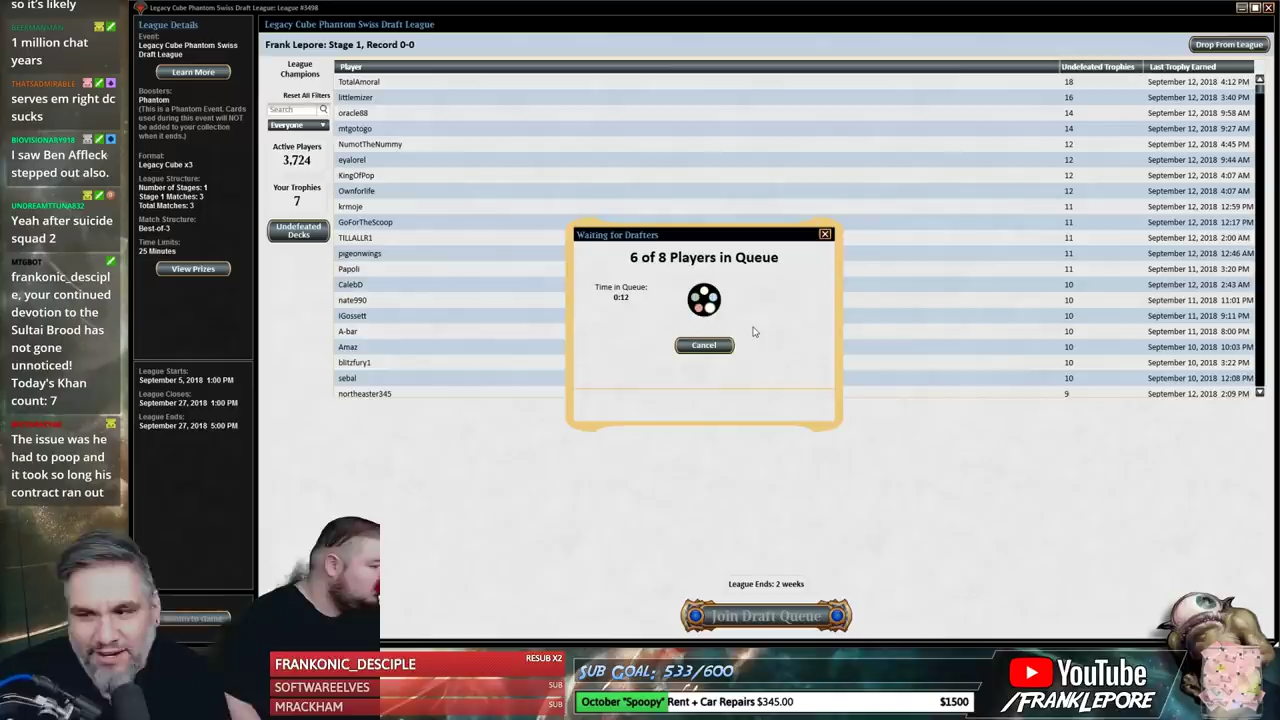 so it's likely
BEERMANSMAN
1 million chat
years
THATSADMIRABLE
serves em right dc
sucks
BIOVISIONARY918
I saw Ben Affleck
stepped out also.
UNDREAMTTUNA832
Yeah after suicide
squad 2
MTGBOT
frankonic_descipl
e, your continued
devotion to the
Sultai Brood has
not gone
unnoticed!
Today's Khan
count: 7
The issue was he
had to poop and
it took so long his
contract ran out
Legacy Cube Phantom Swiss Draft League: League #3498
League Details
Event:
Legacy Cube Phantom Swiss
Draft League
Learn More
Boosters:
Phantom
(This is a Phantom Event. Cards
used during this event will NOT
be added to your collection
when it ends.)
Format:
Legacy Cube x3
League Structure:
Number of Stages: 1
Stage 1 Matches: 3
Total Matches: 3
Match Structure:
Best-of-3
Time Limits:
25 Minutes
View Prizes
League Starts:
September 5, 2018 1:00 PM
League Closes:
September 27, 2018 1:00 PM
League Ends:
September 27, 2018 5:00 PM
Legacy Cube Phantom Swiss Draft League
Frank Lepore: Stage 1, Record 0-0
Drop From League
League
Champions
Reset All Filters
Search
Everyone
Active Players
3,724
Your Trophies
7
Undefeated
Decks
Player Undefeated Trophies Last Trophy Earned
TotalAmoral 18 September 12, 2018 4:12 PM
littlemizer 16 September 12, 2018 3:40 PM
oracle88 14 September 12, 2018 9:58 AM
mtgotogo 14 September 12, 2018 9:27 AM
NumotTheNummy 12 September 12, 2018 4:45 PM
eyalorel 12 September 12, 2018 9:44 AM
KingOfPop 12 September 12, 2018 4:07 AM
Ownforlife 12 September 12, 2018 4:07 AM
krmoje 11 September 12, 2018 12:59 PM
GoForTheScoop 11 September 12, 2018 12:17 PM
TILLALLR1 11 September 12, 2018 2:00 AM
pigeonwings 11 September 12, 2018 12:46 AM
Papoli 11 September 11, 2018 3:20 PM
CalebD 10 September 12, 2018 2:43 AM
nate990 10 September 11, 2018 11:01 PM
IGossett 10 September 11, 2018 9:11 PM
A-bar 10 September 11, 2018 8:00 PM
Amaz 10 September 10, 2018 10:03 PM
blitzfury1 10 September 10, 2018 3:22 PM
sebal 10 September 10, 2018 12:08 PM
northeaster345 9 September 12, 2018 2:09 PM
Waiting for Drafters
6 of 8 Players in Queue
Time in Queue:
0:12
Cancel
League Ends: 2 weeks
Join Draft Queue
FRANKONIC_DESCIPLE RESUB X2
SOFTWAREELVES SUB
MRACKHAM SUB
SUB GOAL: 533/600
October "Spoopy" Rent + Car Repairs $345.00 $1500
YouTube
/FRANKLEPORE